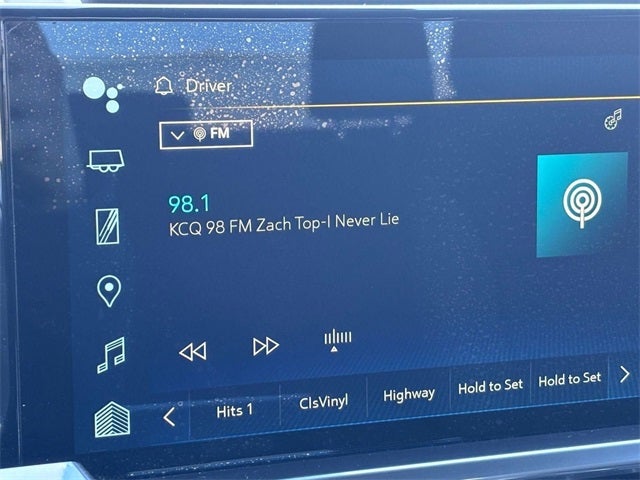 Driver
FM
98.1
KCQ 98 FM Zach Top-I Never Lie
Hits 1 ClsVinyl Highway Hold to Set Hold to Set